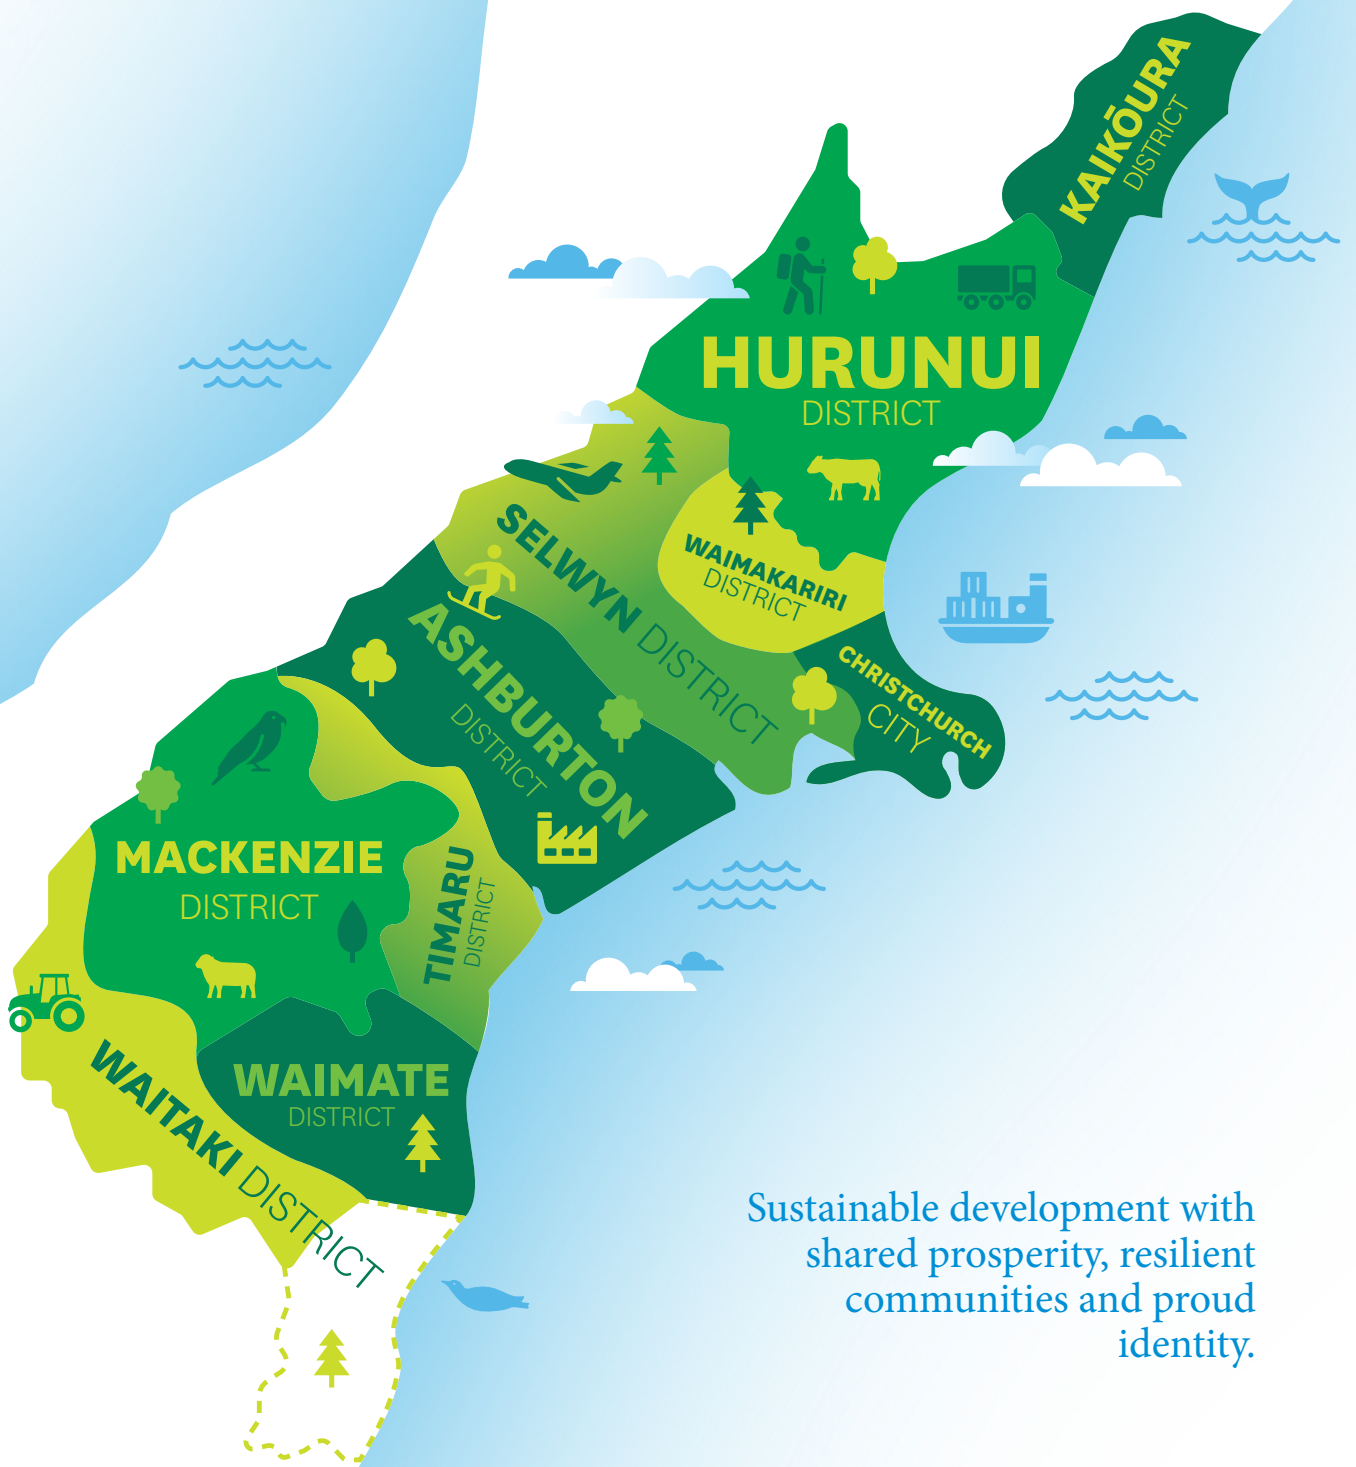 KAIKŌURA
DISTRICT
HURUNUI
DISTRICT
SELWYN DISTRICT
WAIMAKARIRI
DISTRICT
ASHBURTON
DISTRICT
CHRISTCHURCH
CITY
MACKENZIE
DISTRICT
TIMARU
DISTRICT
WAIMATE
DISTRICT
WAITAKI DISTRICT
Sustainable development with
shared prosperity, resilient
communities and proud
identity.